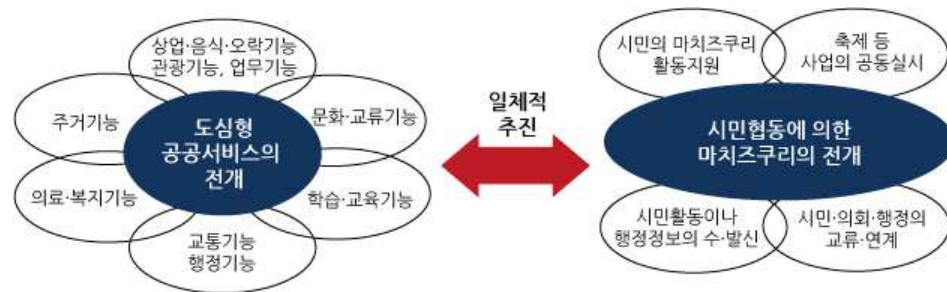 상업·음식·오락기능
관광기능, 업무기능
주거기능
문화·교류기능
도심형
공공서비스의
전개
의료·복지기능
학습·교육기능
교통기능
행정기능
일체적
추진
시민의 마치즈쿠리
활동지원
축제 등
사업의 공동실시
시민협동에 의한
마치즈쿠리의 전개
시민활동이나
행정정보의 수·발신
시민·의회·행정의
교류·연계